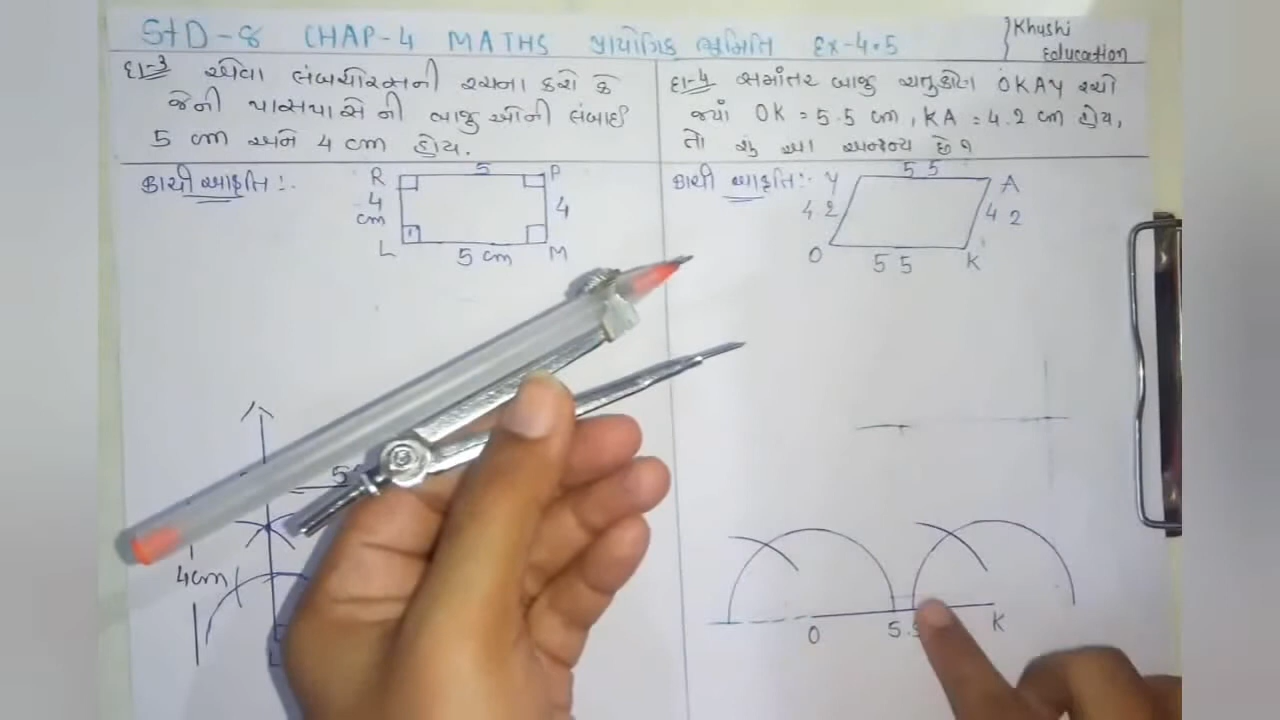 STD-8 CHAP-4 MATHS પ્રાયોગિક ભૂમિતિ Ex-4.5
Khushi
Education
દા-3 એવા લંબચોરસની રચના કરો કે
જેની પાસપાસે ની બાજુ ઓની લંબાઈ
5 cm અને 4 cm હોય.
દા-4 સમાંતર બાજુ ચતુષ્કોણ OKAY રચો
જ્યાં OK = 5.5 cm, KA = 4.2 cm હોય,
તો શું આ અનન્ય છે ?
કાચી આકૃતિ :-
R 5 P
4
cm
4
L 5 cm M
કાચી આકૃતિ :-
Y 5 5 A
4 2
4 2
O 5 5 K
5
4cm
L
O 5.5 K